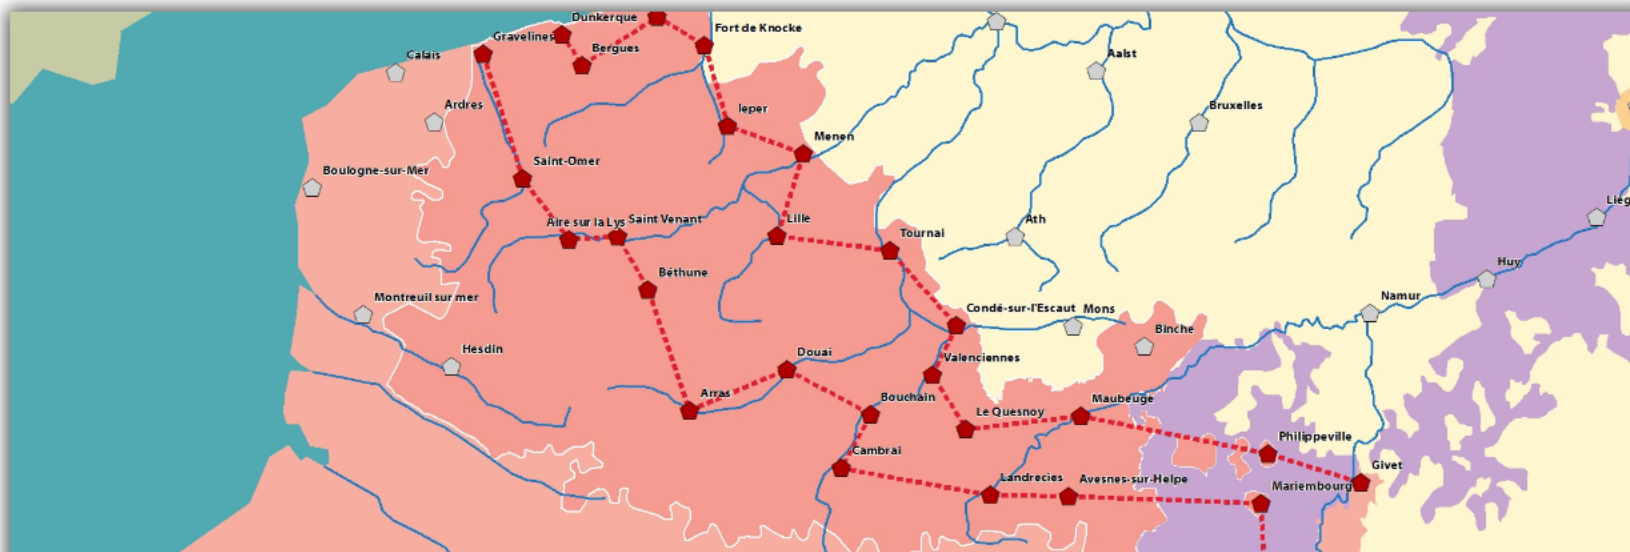 Dunkerque
Gravelines
Fort de Knocke
Calais
Bergues
Aalst
Ardres
Ieper
Bruxelles
Menen
Saint-Omer
Boulogne-sur-Mer
Lieg
Aire sur la Lys
Saint Venant
Lille
Ath
Tournai
Huy
Béthune
Montreuil sur mer
Namur
Condé-sur-l'Escaut
Mons
Binche
Hesdin
Douai
Valenciennes
Arras
Bouchain
Le Quesnoy
Maubeuge
Philippeville
Cambrai
Givet
Landrecies
Avesnes-sur-Helpe
Mariembourg